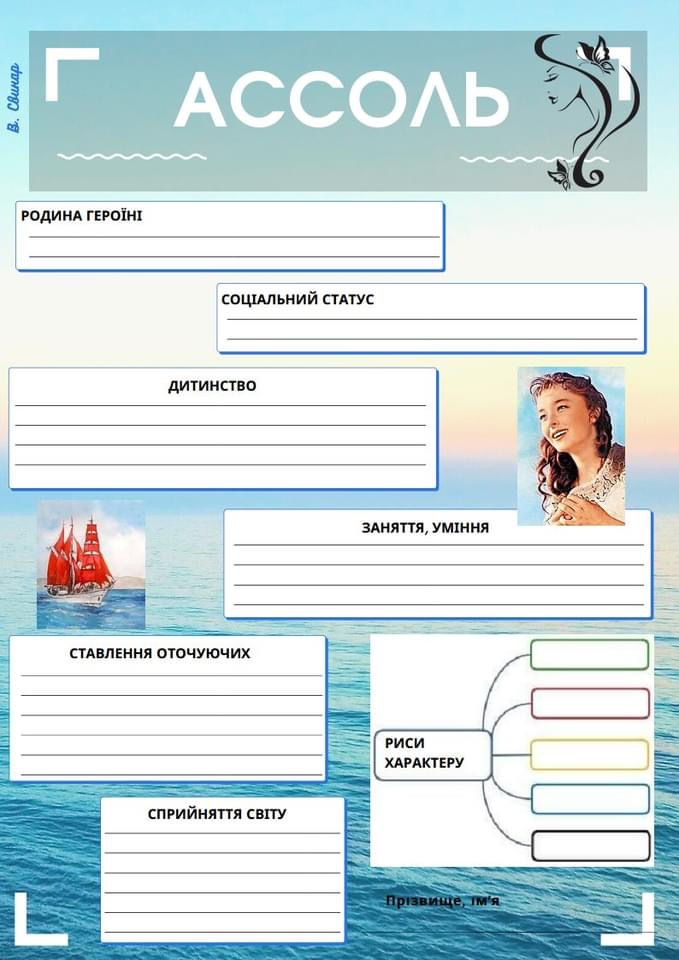 В. Свинар
АССОЛЬ
РОДИНА ГЕРОЇНІ
СОЦІАЛЬНИЙ СТАТУС
ДИТИНСТВО
ЗАНЯТТЯ, УМІННЯ
СТАВЛЕННЯ ОТОЧУЮЧИХ
РИСИ
ХАРАКТЕРУ
СПРИЙНЯТТЯ СВІТУ
Прізвище, ім'я